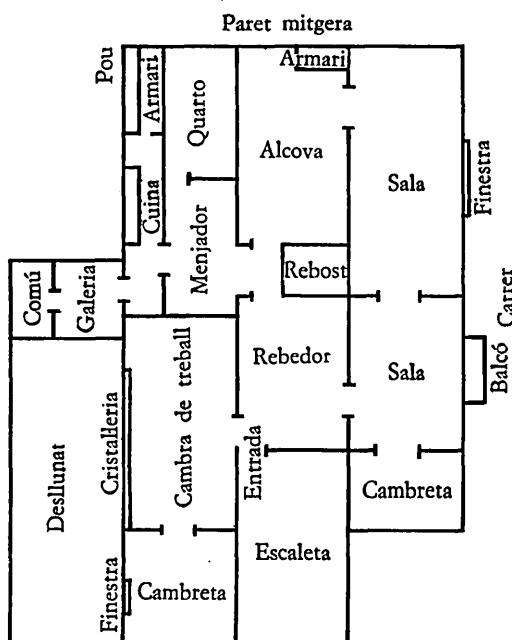 Paret mitgera
Pou
Armari
Armari
Quarto
Alcova
Sala
Finestra
Cuina
Menjador
Rebost
Comú
Galeria
Carrer
Rebedor
Sala
Balcó
Cambra de treball
Cristalleria
Entrada
Desllunat
Cambreta
Escaleta
Finestra
Cambreta